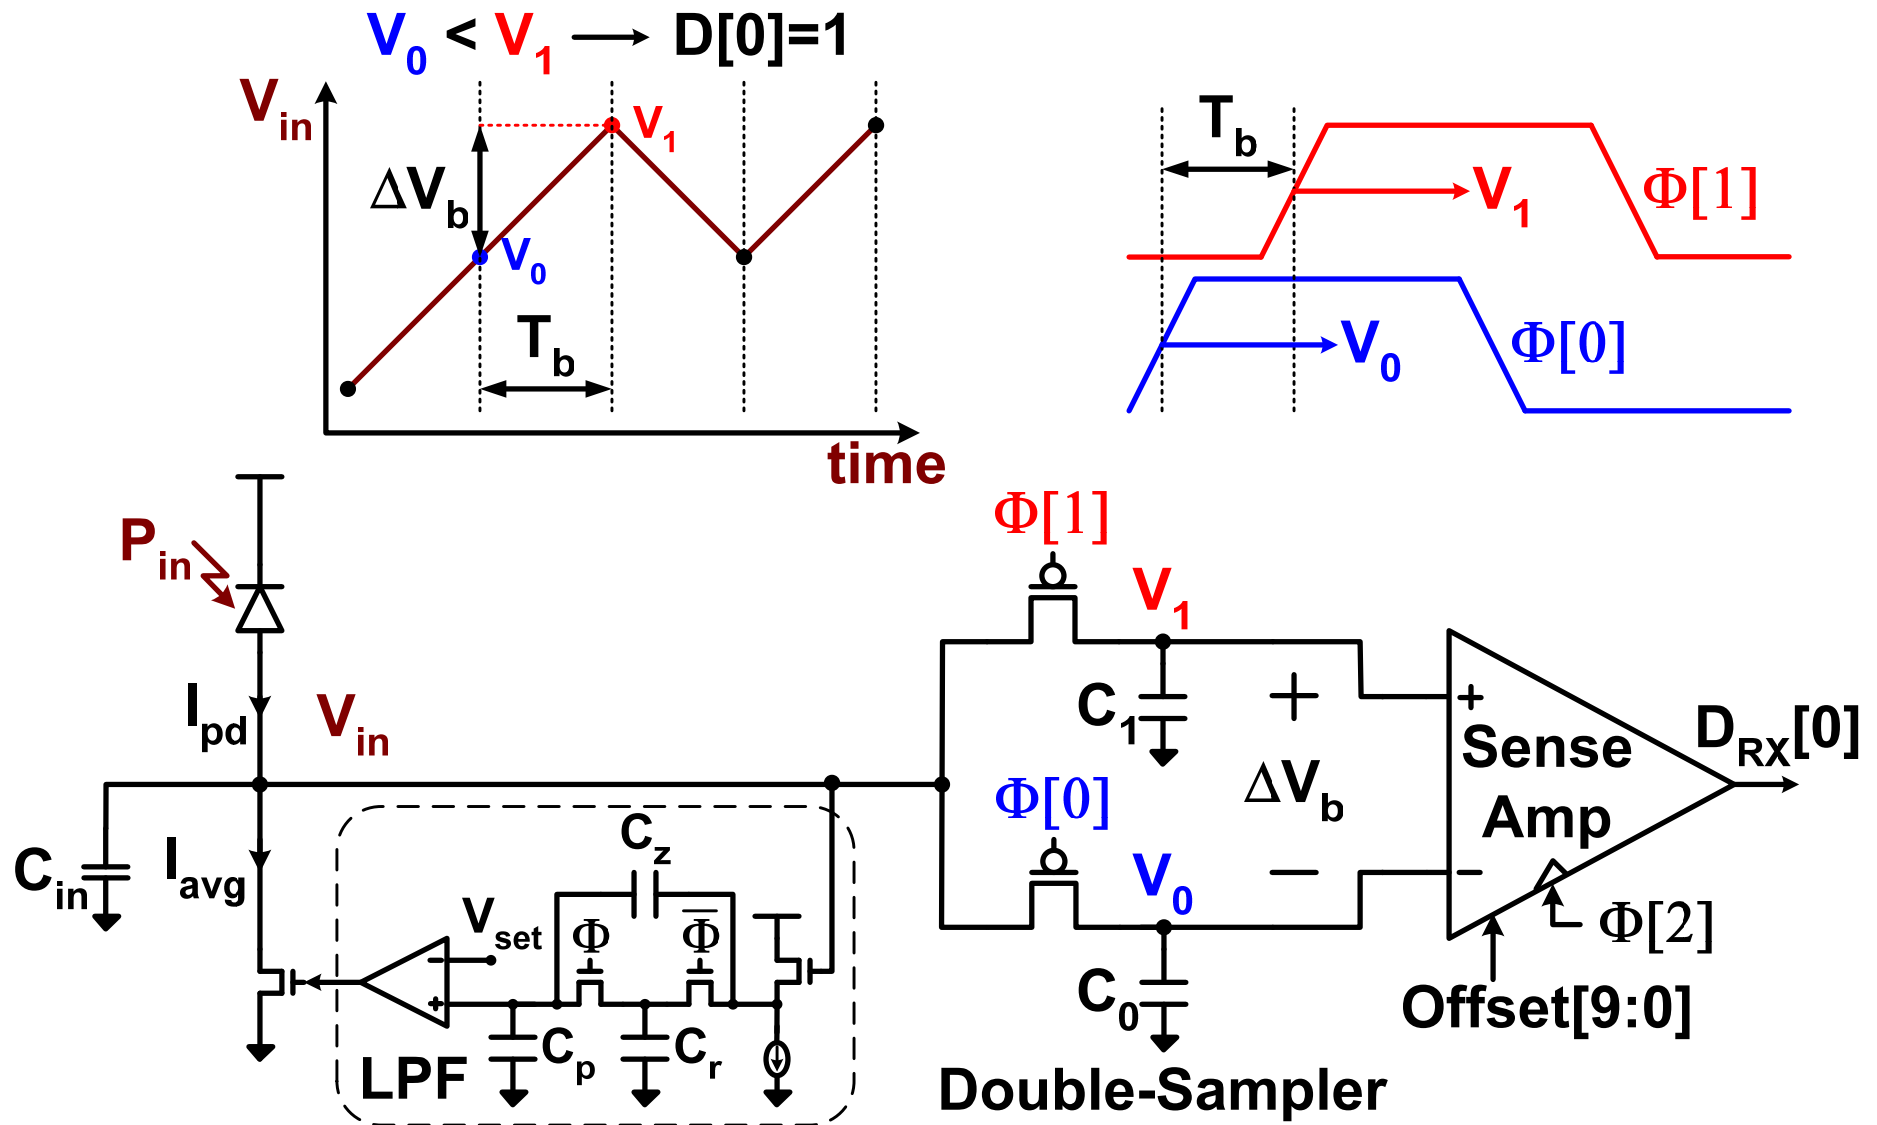 V0 < V1 → D[0]=1
Vin
V1
ΔVb
V0
Tb
time
Tb
V1
Φ[1]
V0
Φ[0]
Pin
Ipd
Vin
Cin
Iavg
Vset
Cz
Φ
Φ̅
- 
+
Cp
Cr
LPF
Φ[1]
V1
C1
+
ΔVb
−
Φ[0]
V0
C0
Double-Sampler
+
Sense
Amp
−
DRX[0]
Φ[2]
Offset[9:0]